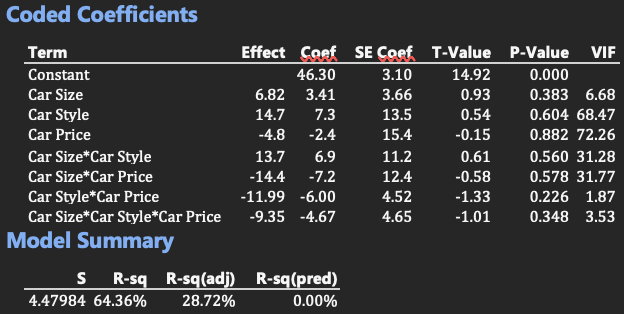 Coded Coefficients
Term Effect Coef SE Coef T-Value P-Value VIF
Constant 46.30 3.10 14.92 0.000
Car Size 6.82 3.41 3.66 0.93 0.383 6.68
Car Style 14.7 7.3 13.5 0.54 0.604 68.47
Car Price -4.8 -2.4 15.4 -0.15 0.882 72.26
Car Size*Car Style 13.7 6.9 11.2 0.61 0.560 31.28
Car Size*Car Price -14.4 -7.2 12.4 -0.58 0.578 31.77
Car Style*Car Price -11.99 -6.00 4.52 -1.33 0.226 1.87
Car Size*Car Style*Car Price -9.35 -4.67 4.65 -1.01 0.348 3.53
Model Summary
S R-sq R-sq(adj) R-sq(pred)
4.47984 64.36% 28.72% 0.00%